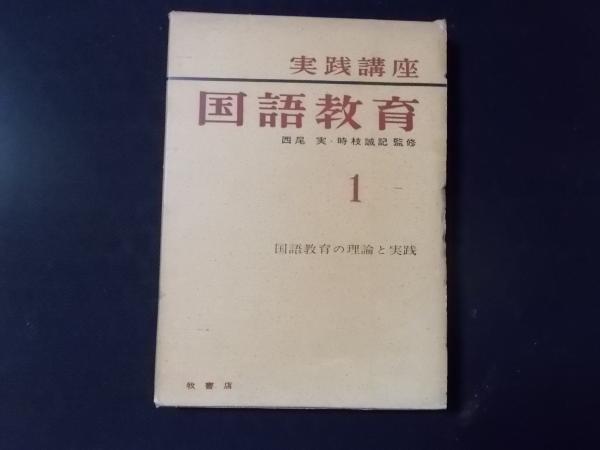 実践講座
国語教育
西尾 実・時枝誠記監修
1
国語教育の理論と実践
牧書店